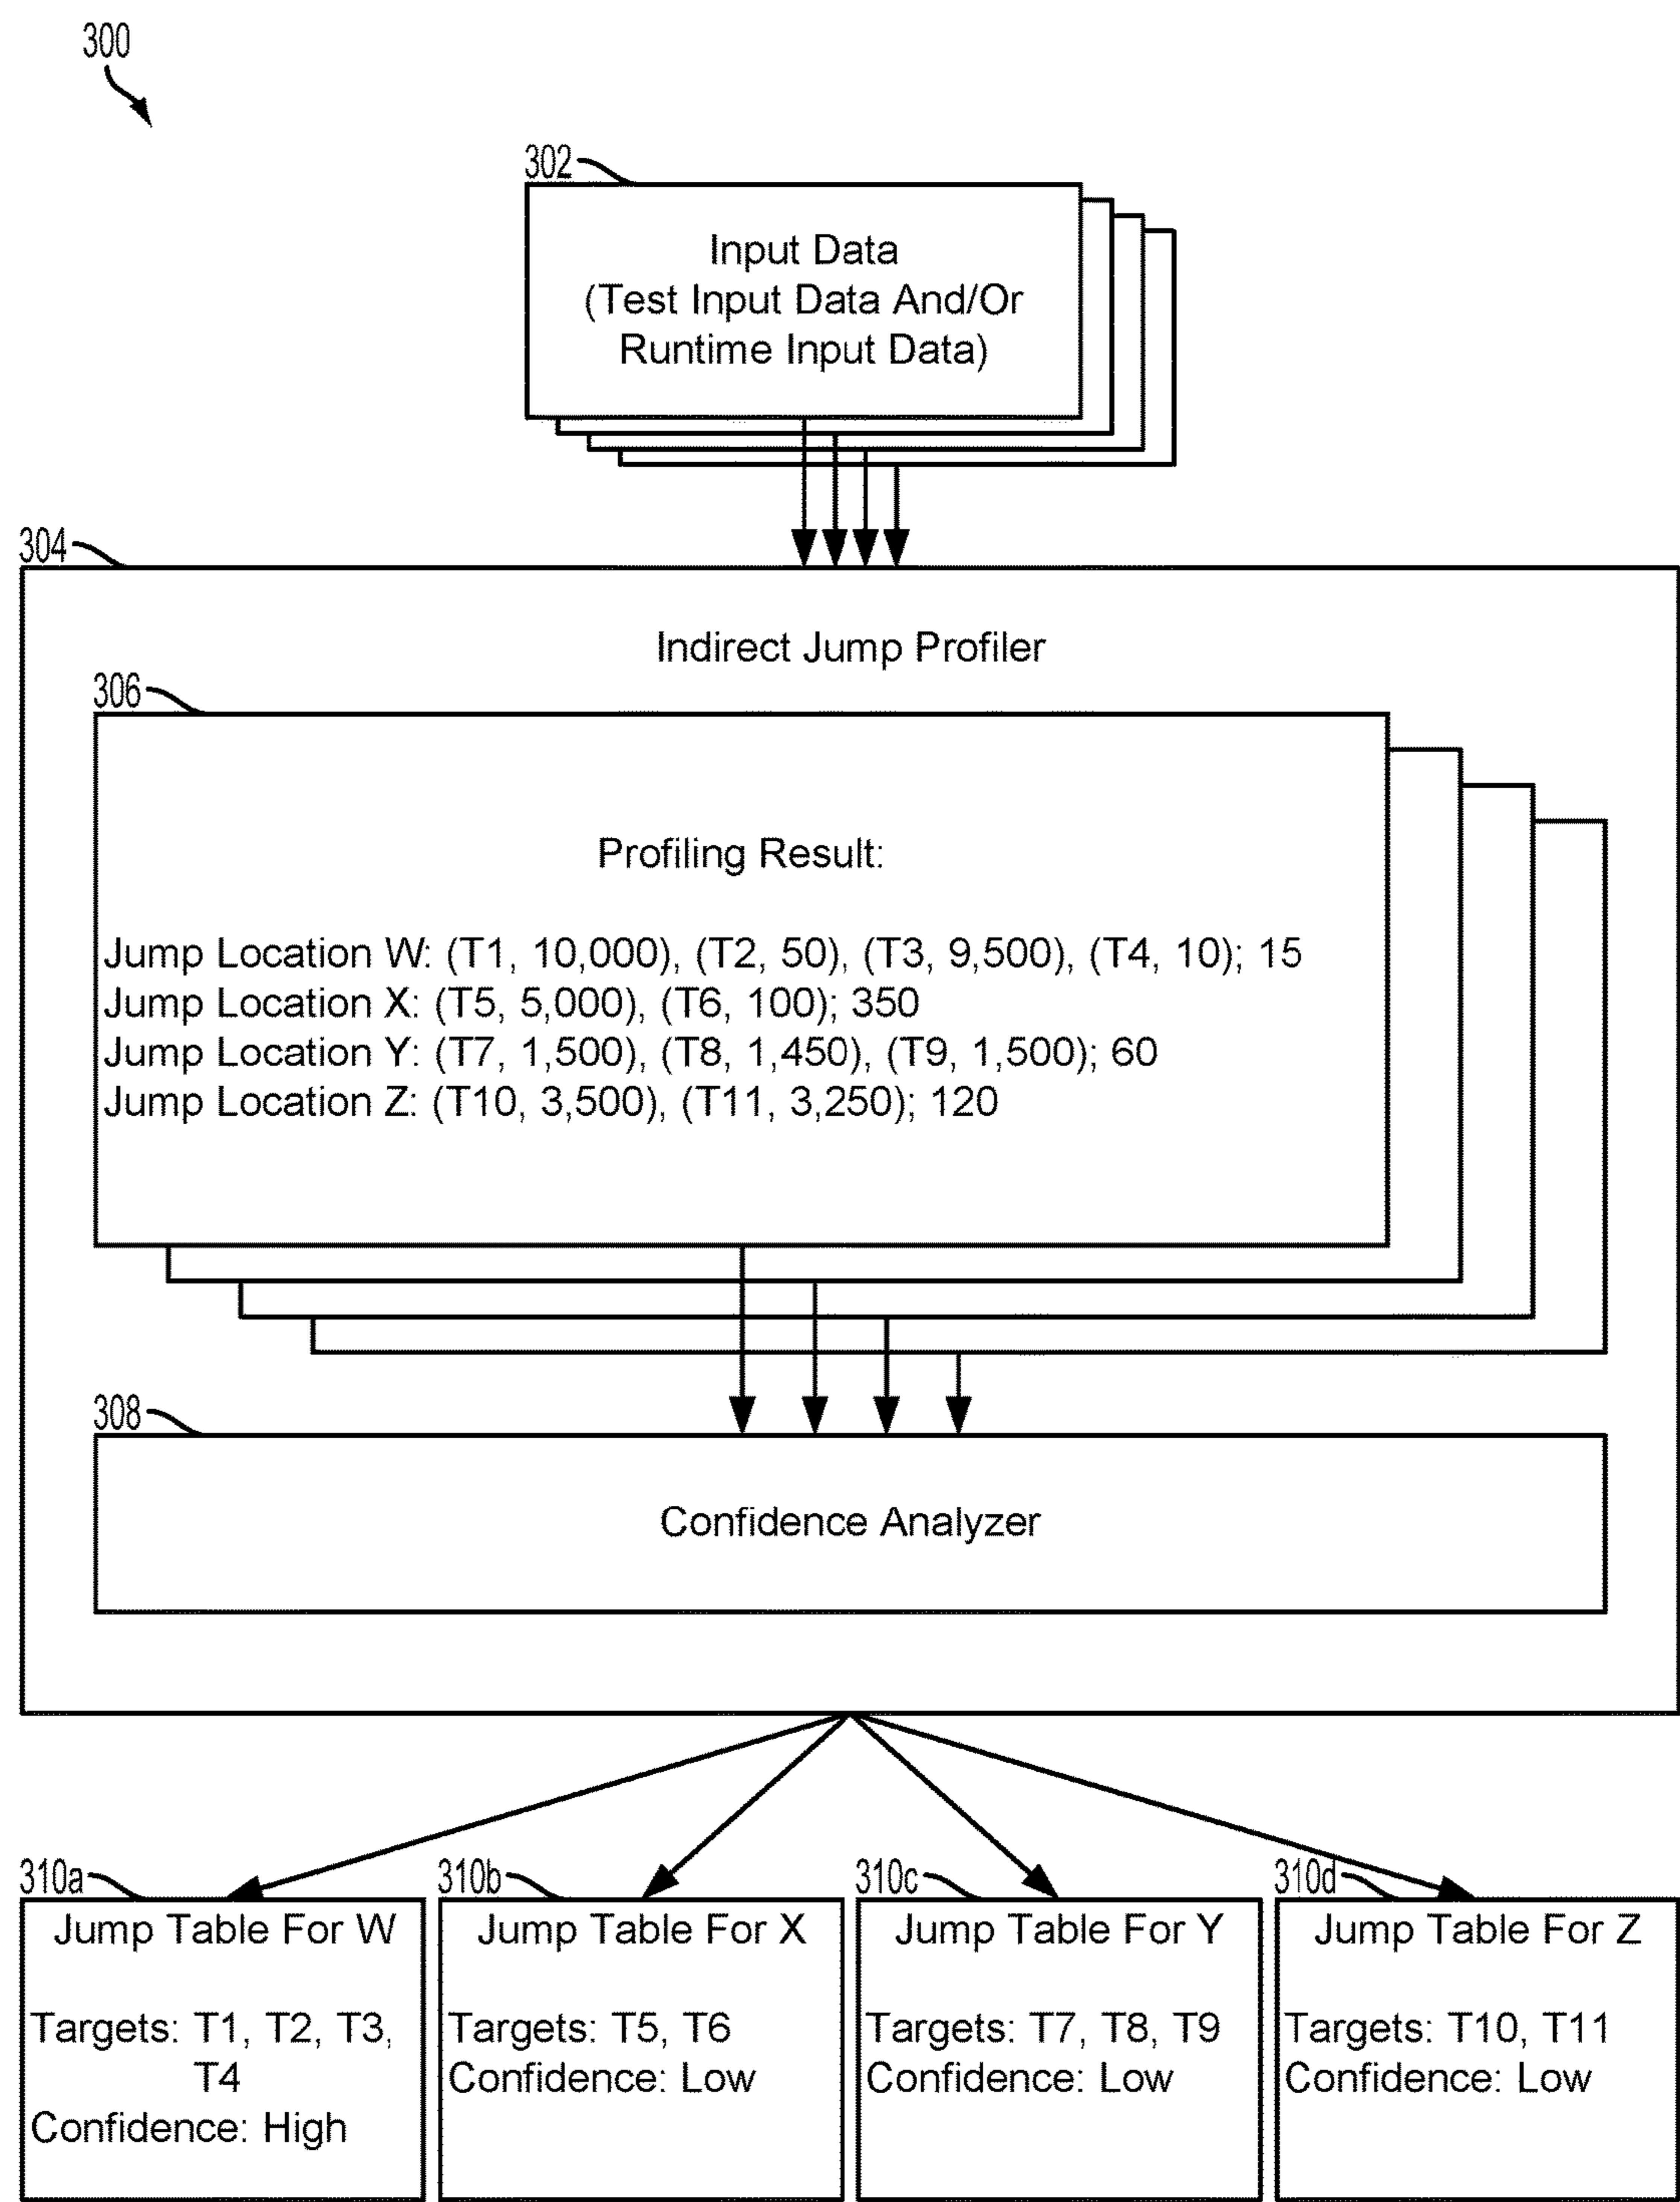 300
302
Input Data
(Test Input Data And/Or
Runtime Input Data)
304
Indirect Jump Profiler
306
Profiling Result:
Jump Location W: (T1, 10,000), (T2, 50), (T3, 9,500), (T4, 10); 15
Jump Location X: (T5, 5,000), (T6, 100); 350
Jump Location Y: (T7, 1,500), (T8, 1,450), (T9, 1,500); 60
Jump Location Z: (T10, 3,500), (T11, 3,250); 120
308
Confidence Analyzer
310a
Jump Table For W
Targets: T1, T2, T3,
T4
Confidence: High
310b
Jump Table For X
Targets: T5, T6
Confidence: Low
310c
Jump Table For Y
Targets: T7, T8, T9
Confidence: Low
310d
Jump Table For Z
Targets: T10, T11
Confidence: Low